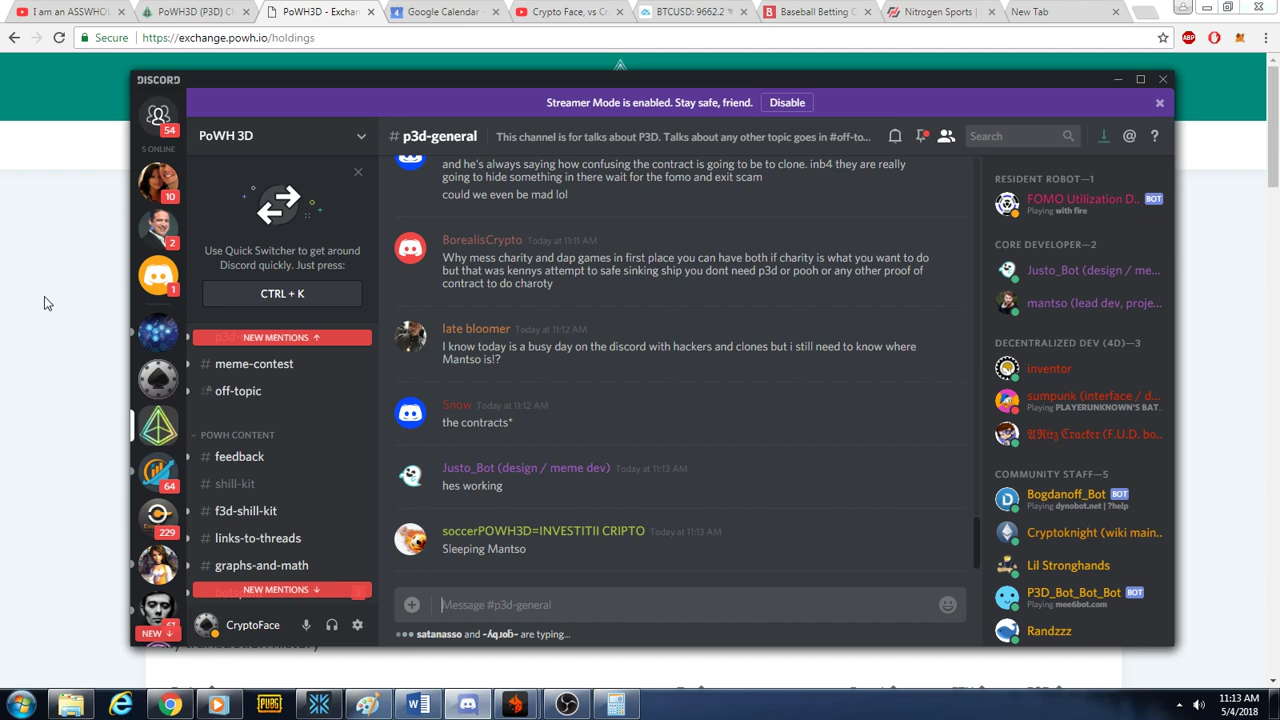 I am an ASSWHOL
PoWH3D (P3D) Ch
PoWH3D - Exchan
Google Calendar -
Crypto Face, vs Cr
BTCUSD: 9662.2
Baseball Betting O
Nitrogen Sports |
New Tab
Secure | https://exchange.powh.io/holdings
ABP
DISCORD
Streamer Mode is enabled. Stay safe, friend.
Disable
54
5 ONLINE
10
2
1
64
229
61
NEW ↓
PoWH 3D
Use Quick Switcher to get around
Discord quickly. Just press:
CTRL + K
NEW MENTIONS ↑
# meme-contest
# off-topic
POWH CONTENT
# feedback
# shill-kit
# f3d-shill-kit
# links-to-threads
# graphs-and-math
NEW MENTIONS ↓
CryptoFace
# p3d-general
This channel is for talks about P3D. Talks about any other topic goes in #off-to...
Search
and he's always saying how confusing the contract is going to be to clone. inb4 they are really
going to hide something in there wait for the fomo and exit scam
could we even be mad lol
BorealisCrypto Today at 11:11 AM
Why mess charity and dap games in first place you can have both if charity is what you want to do
but that was kennys attempt to safe sinking ship you dont need p3d or pooh or any other proof of
contract to do charoty
late bloomer Today at 11:12 AM
I know today is a busy day on the discord with hackers and clones but i still need to know where
Mantso is!?
Snow Today at 11:12 AM
the contracts*
Justo_Bot (design / meme dev) Today at 11:13 AM
hes working
soccerPOWH3D=INVESTITII CRIPTO Today at 11:13 AM
Sleeping Mantso
Message #p3d-general
satanasso and are typing...
RESIDENT ROBOT—1
FOMO Utilization D... BOT
Playing with fire
CORE DEVELOPER—2
Justo_Bot (design / me...
mantso (lead dev, proje...
DECENTRALIZED DEV (4D)—3
inventor
sumpunk (interface / d...
Playing PLAYERUNKNOWN'S BAT...
(F.U.D. bo...
COMMUNITY STAFF—5
Bogdanoff_Bot BOT
Playing dynobot.net | ?help
Cryptoknight (wiki main...
Lil Stronghands
P3D_Bot_Bot_Bot BOT
Playing mee6bot.com
Randzzz
PUBG
11:13 AM
5/4/2018